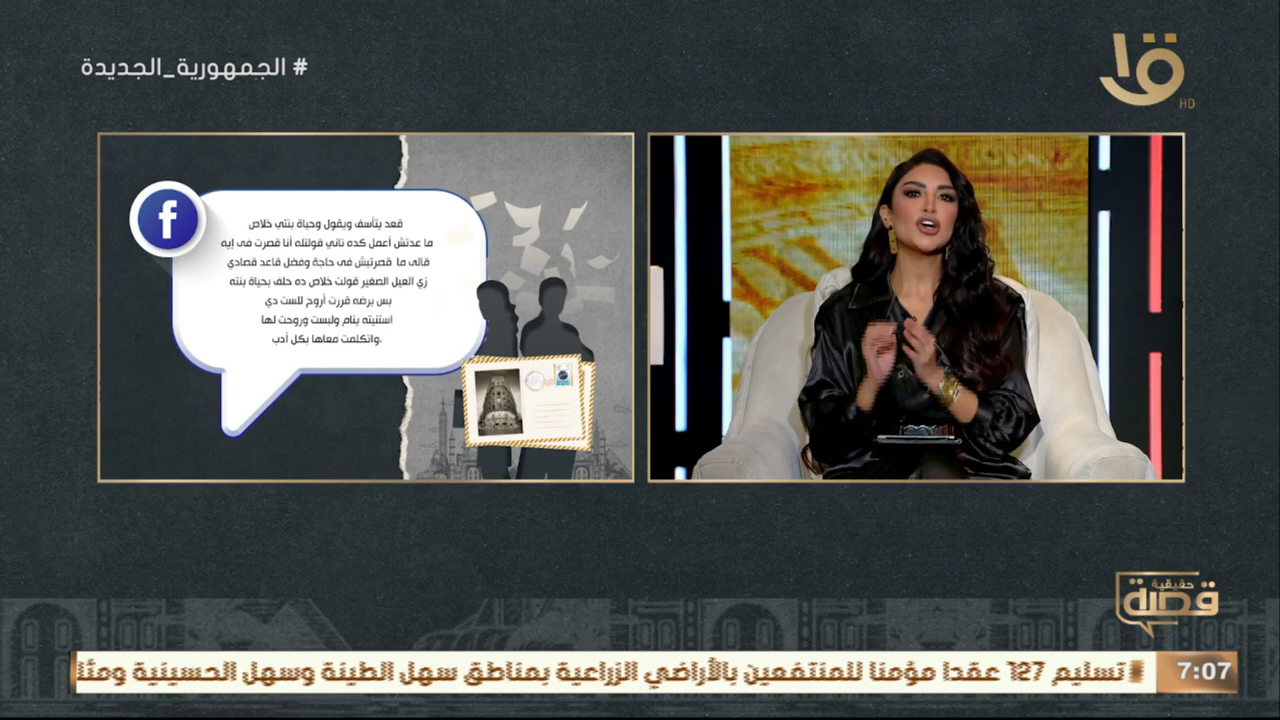 # الجمهورية_الجديدة
HD
f
قعد يتأسف ويقول وحياة بنتي خلاص
ما عدتش أعمل كده تاني قولتله أنا قصرت فى إيه
قالى ما قصرتيش فى حاجة وفضل قاعد قصادي
زي العيل الصغير قولت خلاص ده حلف بحياة بنته
بس برضه قررت أروح للست دي
استنيته ينام ولبست وروحت لها
واتكلمت معاها بكل أدب.
حقيقية
قصة
تسليم 127 عقدا مؤمنا للمنتفعين بالأراضي الزراعية بمناطق سهل الطينة وسهل الحسينية
7:07